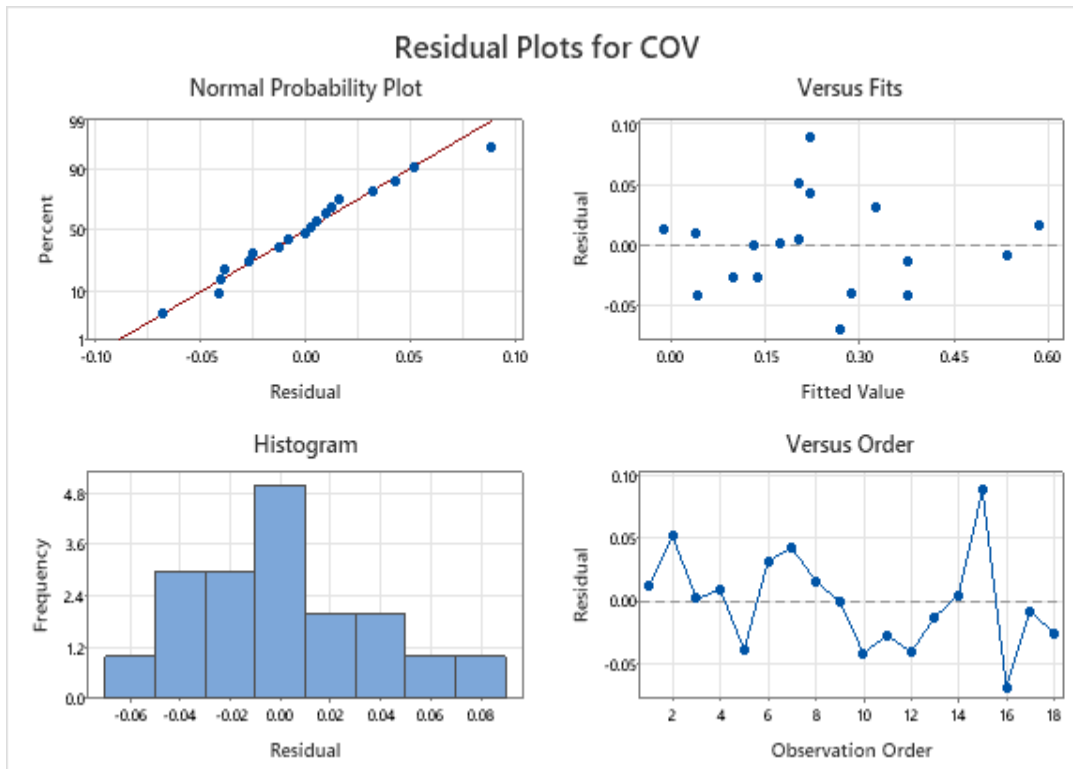 Residual Plots for COV
Normal Probability Plot
99
90
50
10
1
Percent
-0.10 -0.05 0.00 0.05 0.10
Residual
Versus Fits
0.10
0.05
0.00
-0.05
Residual
0.00 0.15 0.30 0.45 0.60
Fitted Value
Histogram
4.8
3.6
2.4
1.2
0.0
Frequency
-0.06 -0.04 -0.02 0.00 0.02 0.04 0.06 0.08
Residual
Versus Order
0.10
0.05
0.00
-0.05
Residual
2 4 6 8 10 12 14 16 18
Observation Order